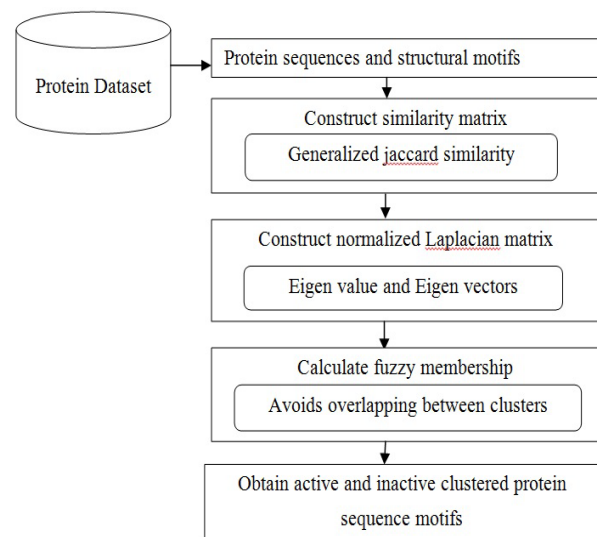 Protein Dataset
Protein sequences and structural motifs
Construct similarity matrix
Generalized jaccard similarity
Construct normalized Laplacian matrix
Eigen value and Eigen vectors
Calculate fuzzy membership
Avoids overlapping between clusters
Obtain active and inactive clustered protein
sequence motifs